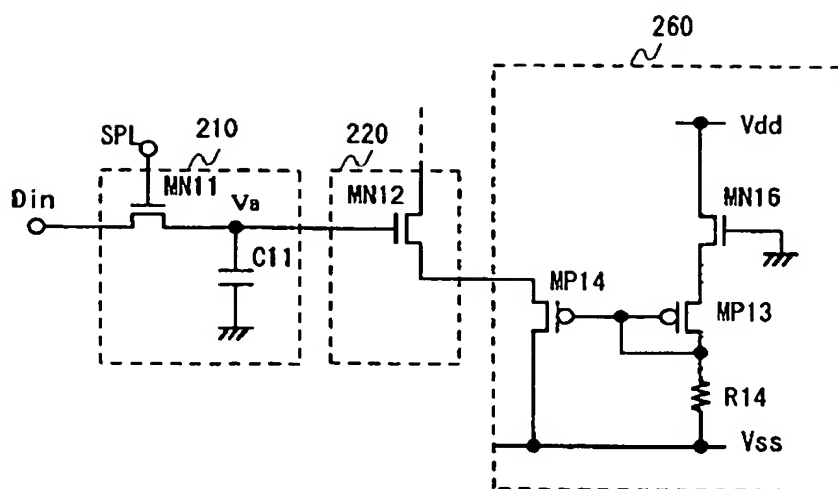 260
SPL
210
220
Vdd
Din
MN11
Va
MN12
MN16
C11
MP14
MP13
R14
Vss